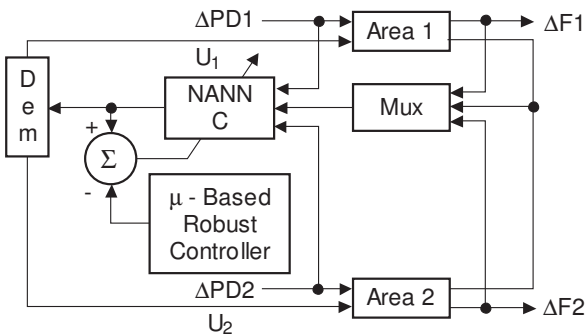 ΔPD1
Area 1
ΔF1
U1
D
e
m
NANN
C
Mux
+
Σ
-
μ - Based
Robust
Controller
ΔPD2
Area 2
ΔF2
U2